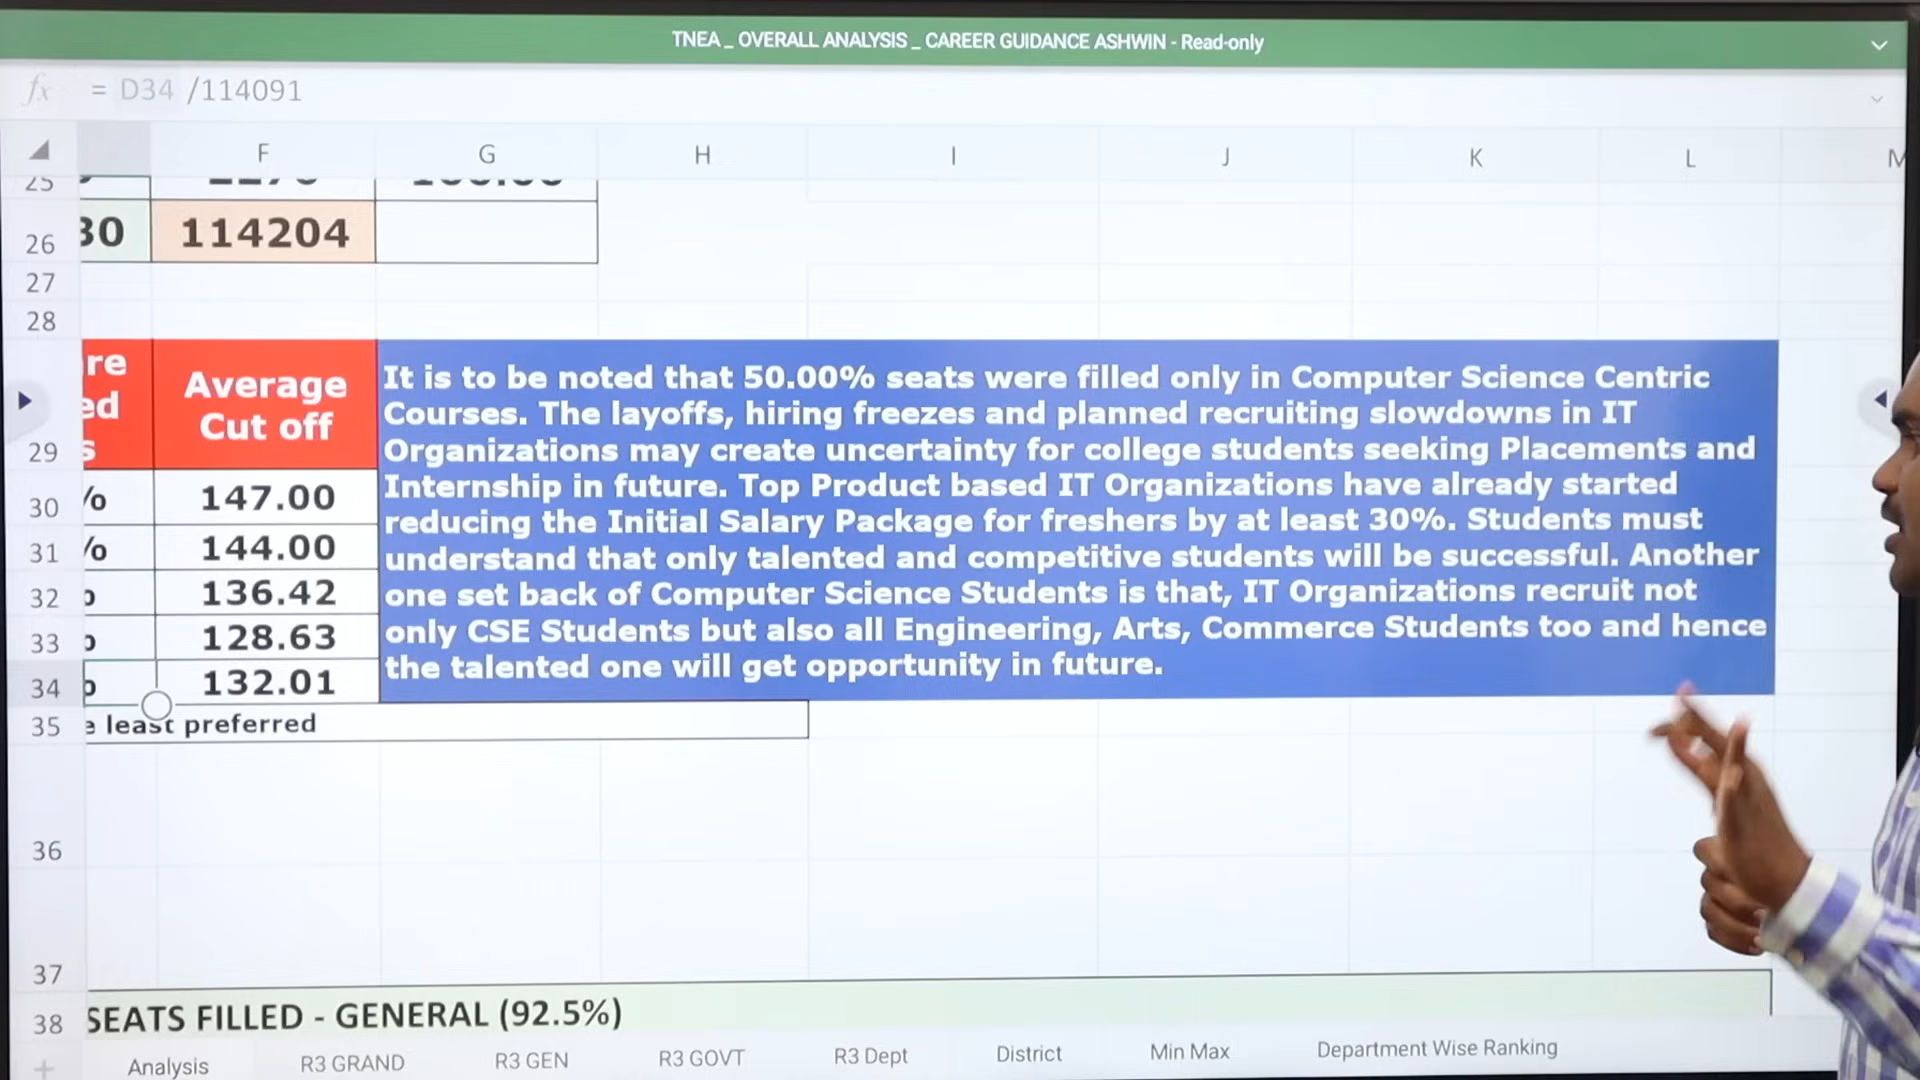 TNEA _ OVERALL ANALYSIS _ CAREER GUIDANCE ASHWIN - Read-only
fx = D34 /114091
F G H I J K L M
25
26 30 114204
27
28
29 re ed s Average Cut off
It is to be noted that 50.00% seats were filled only in Computer Science Centric
Courses. The layoffs, hiring freezes and planned recruiting slowdowns in IT
Organizations may create uncertainty for college students seeking Placements and
Internship in future. Top Product based IT Organizations have already started
reducing the Initial Salary Package for freshers by at least 30%. Students must
understand that only talented and competitive students will be successful. Another
one set back of Computer Science Students is that, IT Organizations recruit not
only CSE Students but also all Engineering, Arts, Commerce Students too and hence
the talented one will get opportunity in future.
30 % 147.00
31 % 144.00
32 136.42
33 128.63
34 132.01
35 e least preferred
36
37
38 SEATS FILLED - GENERAL (92.5%)
+ Analysis R3 GRAND R3 GEN R3 GOVT R3 Dept District Min Max Department Wise Ranking